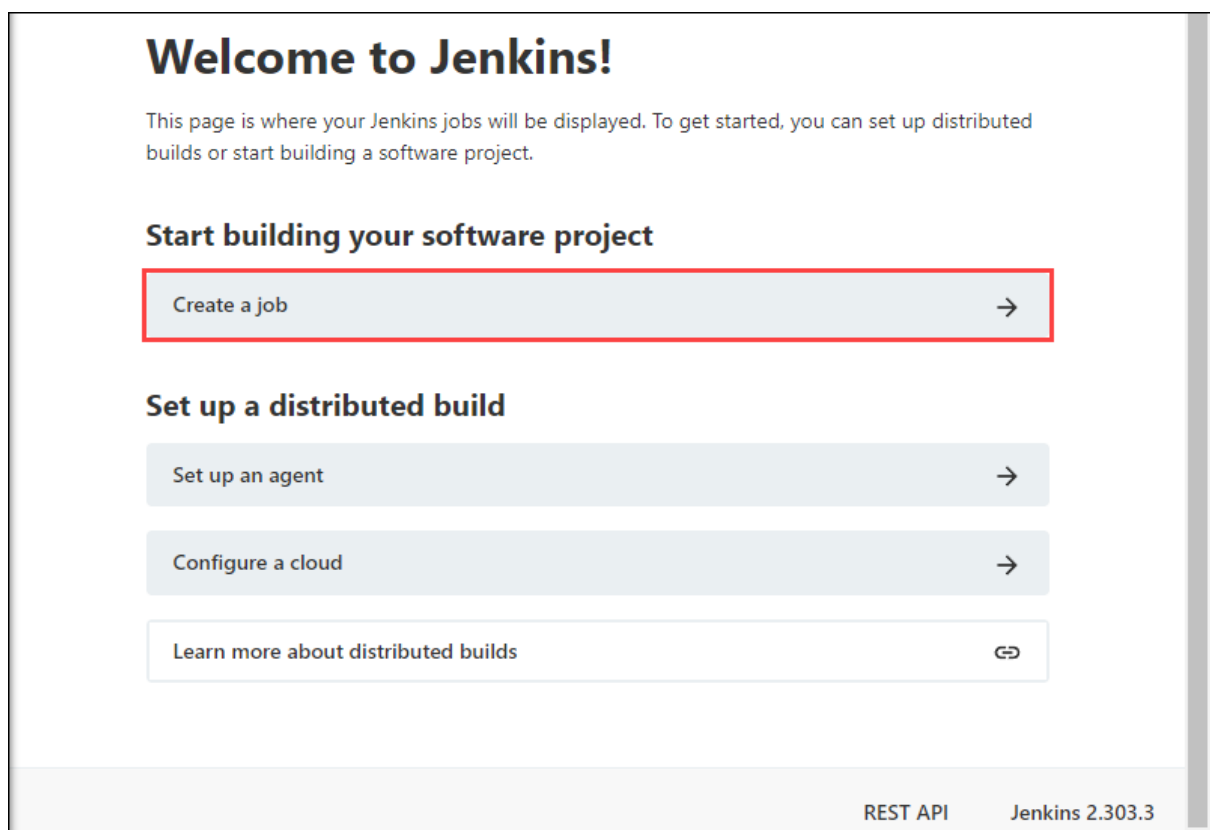 Welcome to Jenkins!
This page is where your Jenkins jobs will be displayed. To get started, you can set up distributed
builds or start building a software project.
Start building your software project
Create a job
Set up a distributed build
Set up an agent
Configure a cloud
Learn more about distributed builds
REST API Jenkins 2.303.3